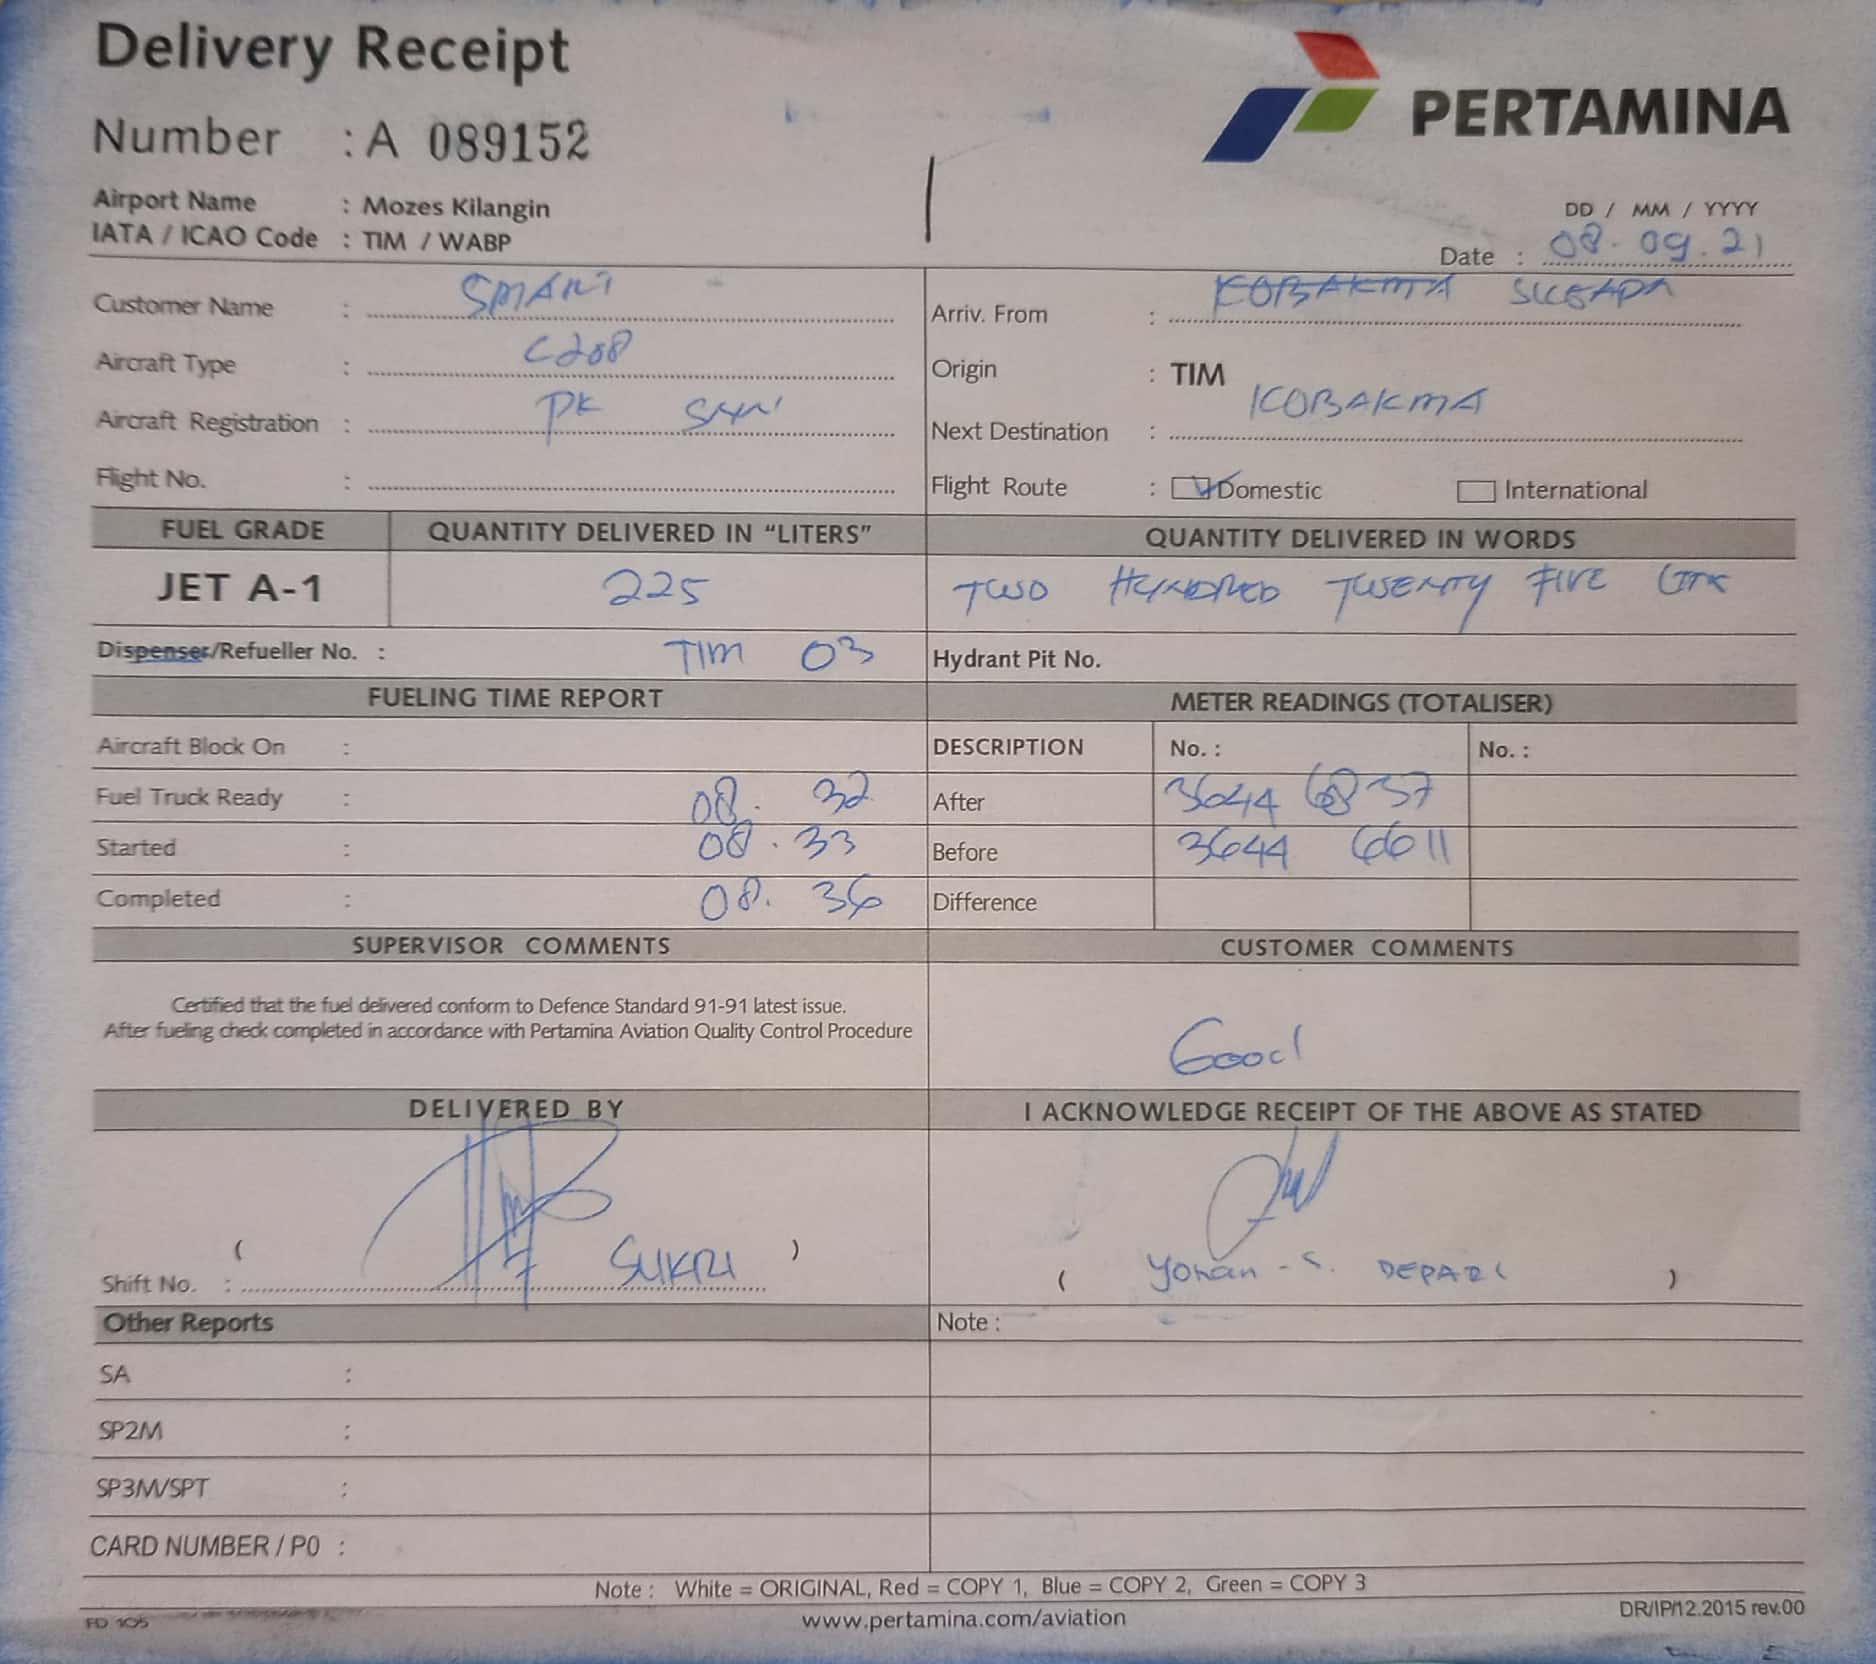 Delivery Receipt
PERTAMINA
Number : A 089152
Airport Name : Mozes Kilangin
IATA / ICAO Code : TIM / WABP
DD / MM / YYYY
Date : 08. 09. 21
Customer Name : SMART
Arriv. From : KOBAKMA
Aircraft Type : C208
Origin : TIM
Aircraft Registration : PK
Next Destination : KOBAKMA
Flight No. :
Flight Route : Domestic International
FUEL GRADE QUANTITY DELIVERED IN “LITERS” QUANTITY DELIVERED IN WORDS
JET A-1 225 TWO HUNDRED TWENTY FIVE LTR
Dispenser/Refueller No. : TIM 03 Hydrant Pit No.
FUELING TIME REPORT METER READINGS (TOTALISER)
Aircraft Block On : DESCRIPTION No. : No. :
Fuel Truck Ready : 08. 32 After 3644 6837
Started : 08. 33 Before 3644 6611
Completed : 08. 36 Difference
SUPERVISOR COMMENTS CUSTOMER COMMENTS
Certified that the fuel delivered conform to Defence Standard 91-91 latest issue.
After fueling check completed in accordance with Pertamina Aviation Quality Control Procedure
Good
DELIVERED BY I ACKNOWLEDGE RECEIPT OF THE ABOVE AS STATED
( SUKRI )
Shift No. :
( Yohan - S. DEPARI )
Other Reports Note :
SA :
SP2M :
SP3M/SPT :
CARD NUMBER / P0 :
Note : White = ORIGINAL, Red = COPY 1, Blue = COPY 2, Green = COPY 3
FD 105 www.pertamina.com/aviation DR/IP/12.2015 rev.00